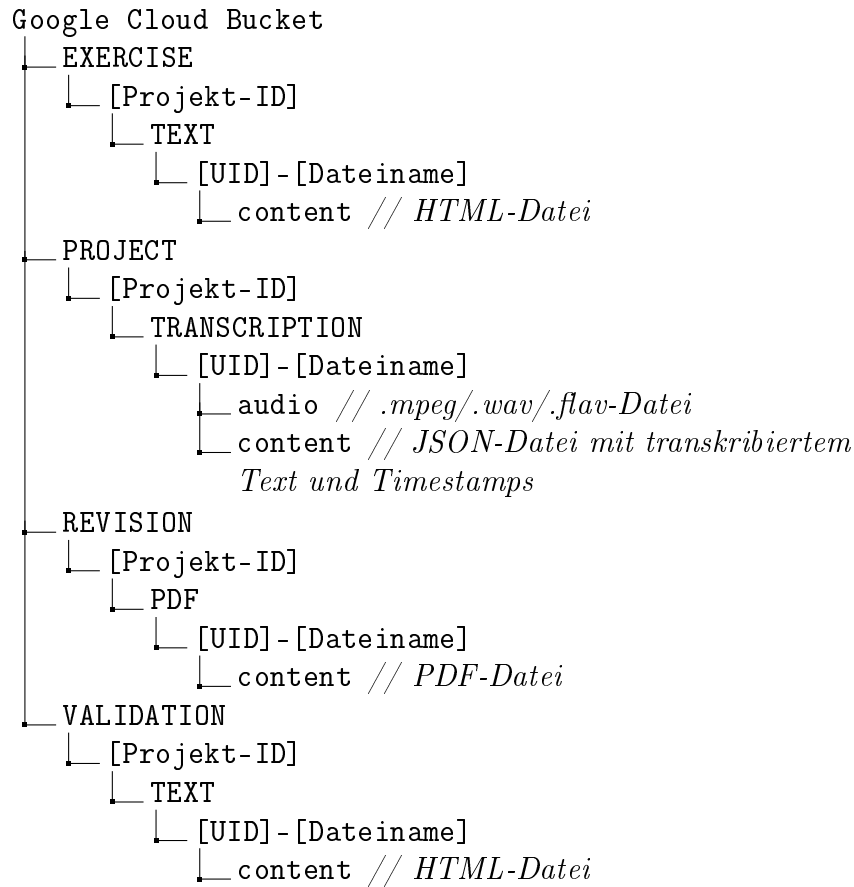 Google Cloud Bucket
EXERCISE
[Projekt-ID]
TEXT
[UID]-[Dateiname]
content // HTML-Datei
PROJECT
[Projekt-ID]
TRANSCRIPTION
[UID]-[Dateiname]
audio // .mpeg/.wav/.flav-Datei
content // JSON-Datei mit transkribiertem
Text und Timestamps
REVISION
[Projekt-ID]
PDF
[UID]-[Dateiname]
content // PDF-Datei
VALIDATION
[Projekt-ID]
TEXT
[UID]-[Dateiname]
content // HTML-Datei